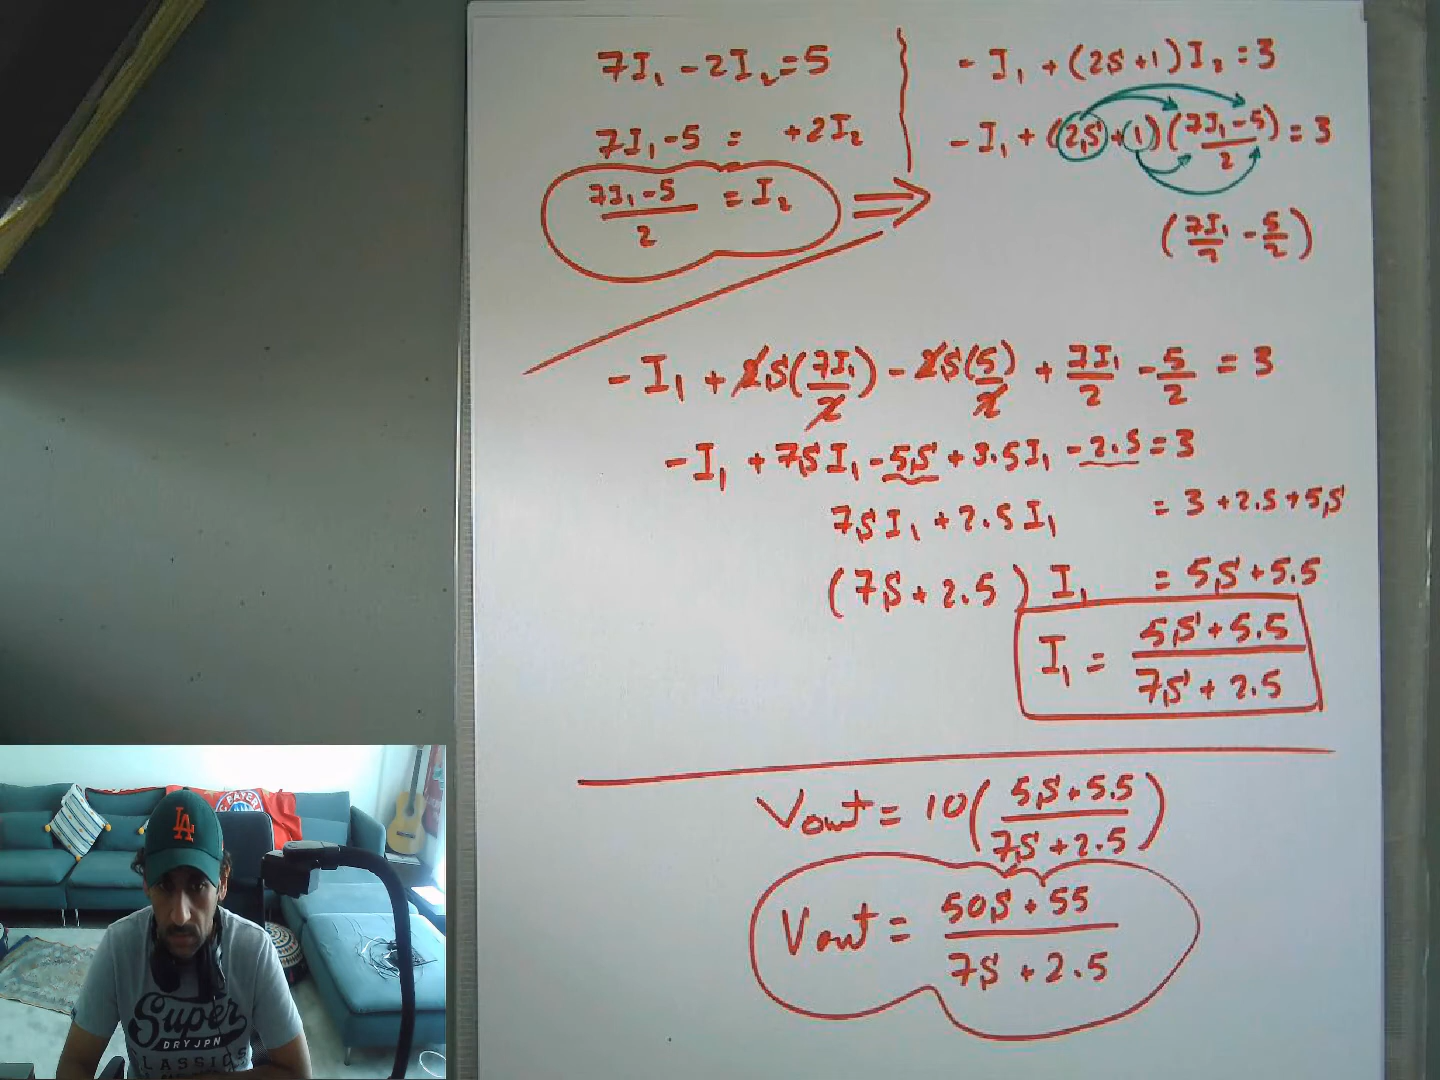 7I₁ - 2I₂ = 5
7I₁ - 5 = +2I₂
(7I₁ - 5)/2 = I₂ ⇒
-I₁ + (2S + 1) I₂ = 3
-I₁ + (2S + 1) ((7I₁ - 5)/2) = 3
(7I₁/2 - 5/2)
-I₁ + 2S(7I₁/2) - 2S(5/2) + 7I₁/2 - 5/2 = 3
-I₁ + 7S I₁ - 5S + 3.5I₁ - 2.5 = 3
7S I₁ + 2.5 I₁ = 3 + 2.5 + 5S
(7S + 2.5) I₁ = 5S + 5.5
I₁ = (5S + 5.5)/(7S + 2.5)
Vout = 10((5S + 5.5)/(7S + 2.5))
Vout = (50S + 55)/(7S + 2.5)
LA
BAYER
Super
DRY JPN
CLASSICS